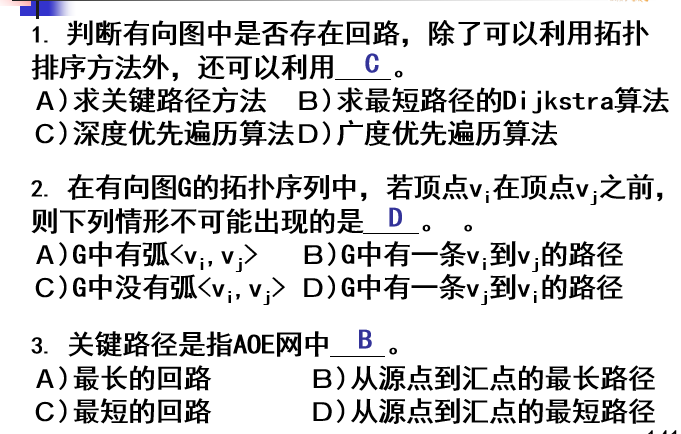 1. 判断有向图中是否存在回路，除了可以利用拓扑
排序方法外，还可以利用 C 。
A)求关键路径方法 B)求最短路径的Dijkstra算法
C)深度优先遍历算法D)广度优先遍历算法
2. 在有向图G的拓扑序列中，若顶点vi在顶点vj之前，
则下列情形不可能出现的是 D 。 。
A)G中有弧<vi,vj> B)G中有一条vi到vj的路径
C)G中没有弧<vi,vj> D)G中有一条vj到vi的路径
3. 关键路径是指AOE网中 B 。
A)最长的回路 B)从源点到汇点的最长路径
C)最短的回路 D)从源点到汇点的最短路径